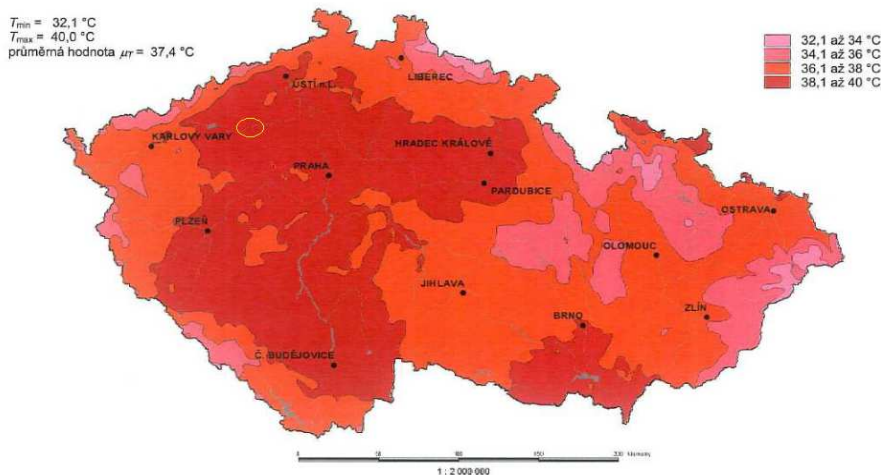 Tmin = 32,1 °C
Tmax = 40,0 °C
průměrná hodnota μT = 37,4 °C
32,1 až 34 °C
34,1 až 36 °C
36,1 až 38 °C
38,1 až 40 °C
LIBEREC
ÚSTÍ n.L.
KARLOVY VARY
HRADEC KRÁLOVÉ
PRAHA
PARDUBICE
OSTRAVA
PLZEŇ
OLOMOUC
JIHLAVA
ZLÍN
BRNO
Č. BUDĚJOVICE
1 : 2 000 000